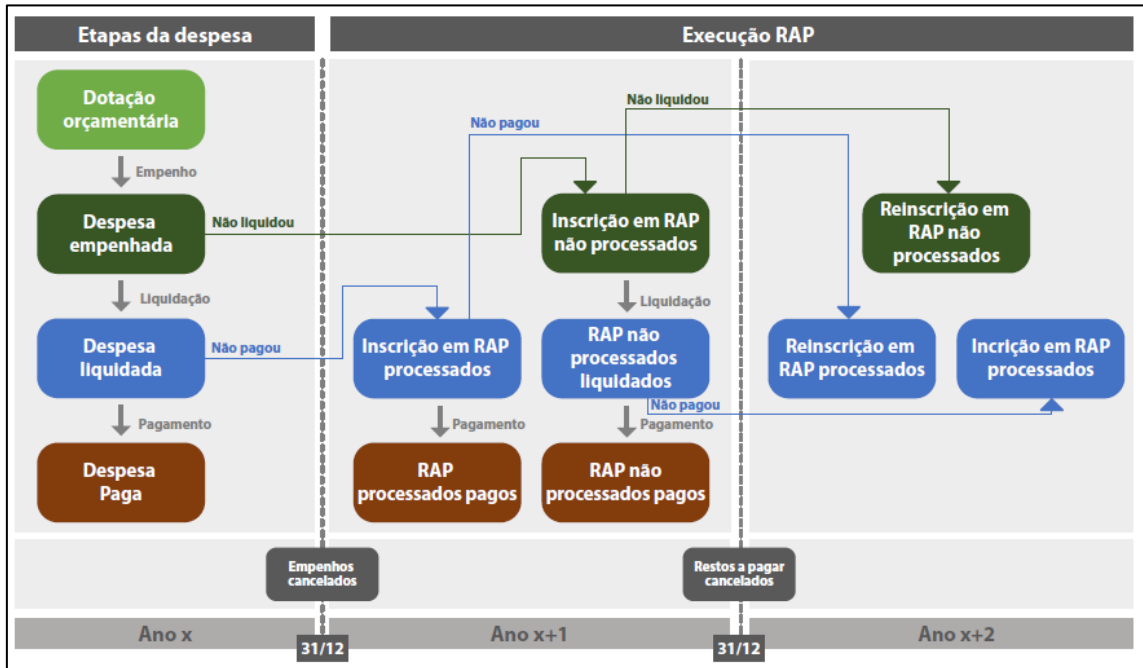 Etapas da despesa
Execução RAP
Dotação
orçamentária
Empenho
Despesa
empenhada
Não liquidou
Liquidação
Despesa
liquidada
Não pagou
Pagamento
Despesa
Paga
Não pagou
Não liquidou
Inscrição em RAP
não processados
Liquidação
Inscrição em RAP
processados
RAP não
processados
liquidados
Não pagou
Pagamento
Pagamento
RAP
processados pagos
RAP não
processados pagos
Reinscrição em
RAP não
processados
Reinscrição em
RAP processados
Incrição em RAP
processados
Empenhos
cancelados
Restos a pagar
cancelados
Ano x
31/12
Ano x+1
31/12
Ano x+2